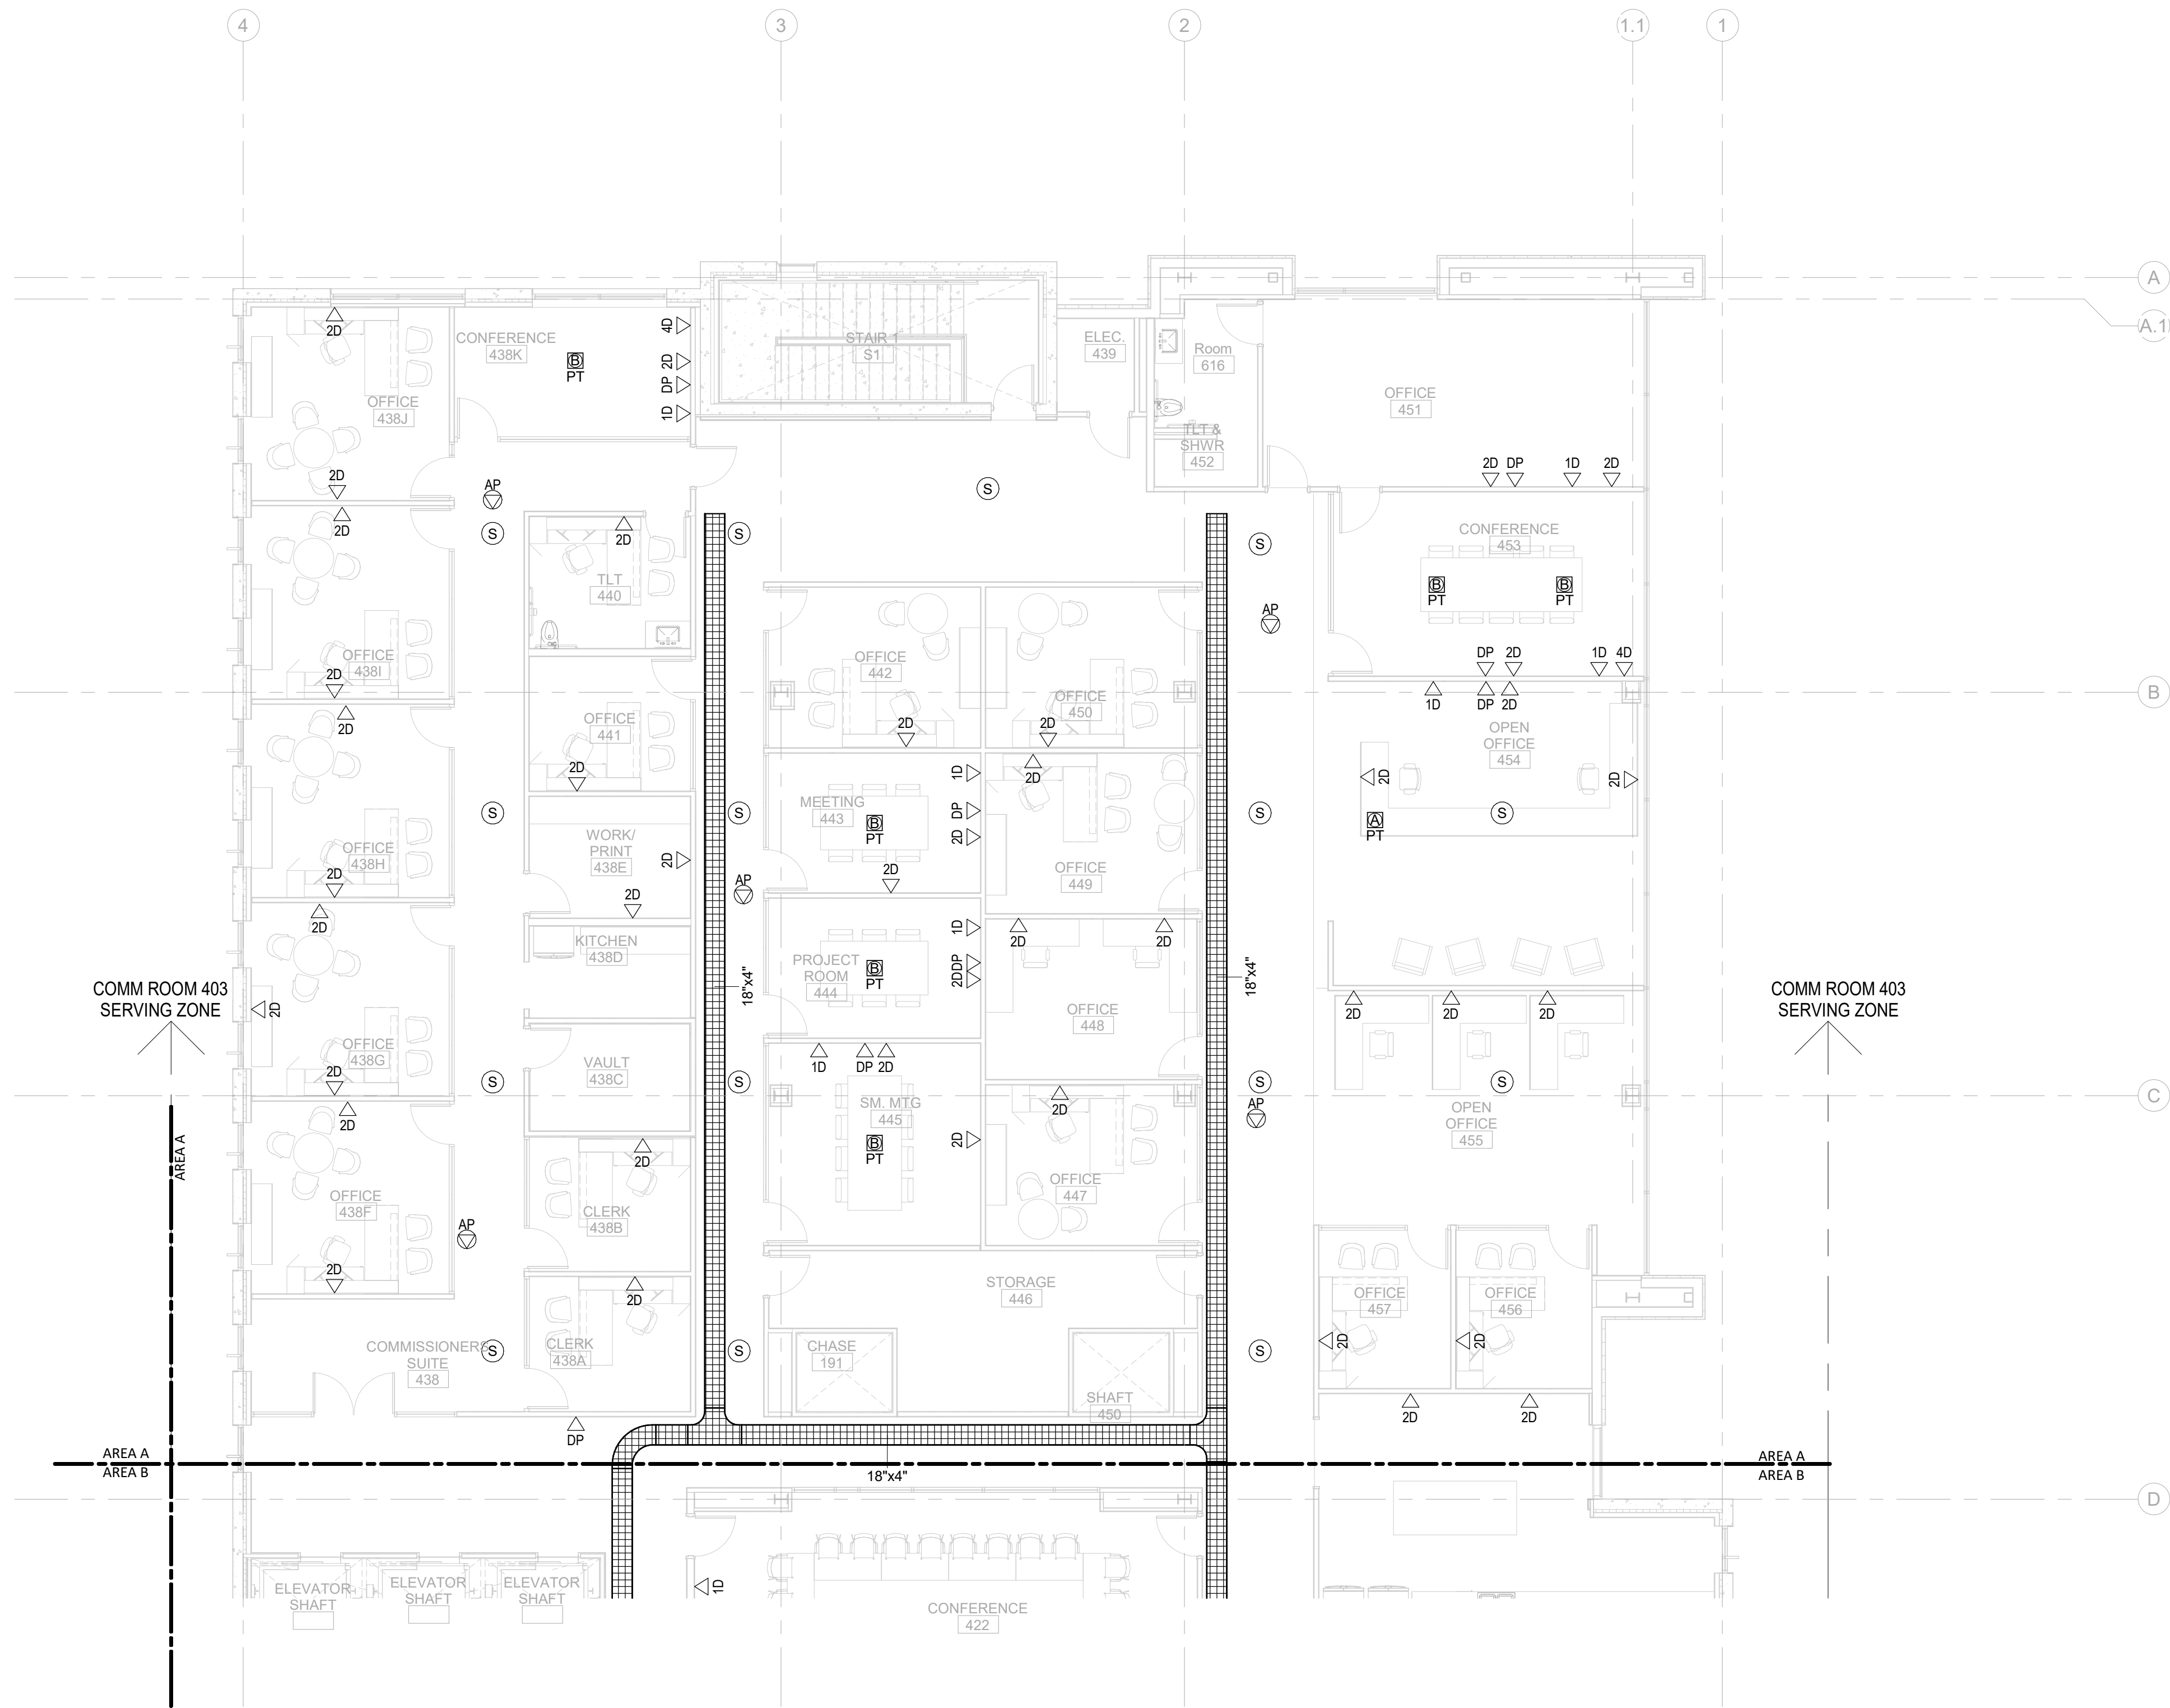 4
3
2
1.1
1
A
A.1
CONFERENCE
438K
4D
2D
DP
1D
B
PT
2D
OFFICE
438J
2D
STAIR 1
S1
ELEC.
439
Room
616
TLT &
SHWR
452
OFFICE
451
2D
DP
1D
2D
AP
S
S
S
S
2D
2D
TLT
440
OFFICE
438I
2D
CONFERENCE
453
B
PT
B
PT
AP
DP
2D
1D
4D
B
1D
DP
2D
OFFICE
442
2D
OFFICE
450
2D
OFFICE
441
2D
2D
OFFICE
438H
2D
OPEN
OFFICE
454
2D
2D
A
PT
S
S
S
S
S
MEETING
443
B
PT
1D
DP
2D
2D
2D
OFFICE
449
WORK/
PRINT
438E
2D
2D
AP
KITCHEN
438D
2D
2D
OFFICE
438G
2D
PROJECT
ROOM
444
B
PT
1D
DP
2D
2D
2D
OFFICE
448
18"x4"
18"x4"
COMM ROOM 403
SERVING ZONE
COMM ROOM 403
SERVING ZONE
2D
2D
2D
VAULT
438C
S
S
S
S
AP
1D
DP
2D
SM. MTG
445
B
PT
2D
2D
OFFICE
447
C
OPEN
OFFICE
455
AREA A
2D
OFFICE
438F
2D
AP
2D
CLERK
438B
2D
CLERK
438A
STORAGE
446
CHASE
191
SHAFT
450
OFFICE
457
2D
OFFICE
456
2D
2D
2D
COMMISSIONERS
SUITE
438
S
S
S
DP
AREA A
AREA B
18"x4"
AREA A
AREA B
D
ELEVATOR
SHAFT
ELEVATOR
SHAFT
ELEVATOR
SHAFT
1D
CONFERENCE
422